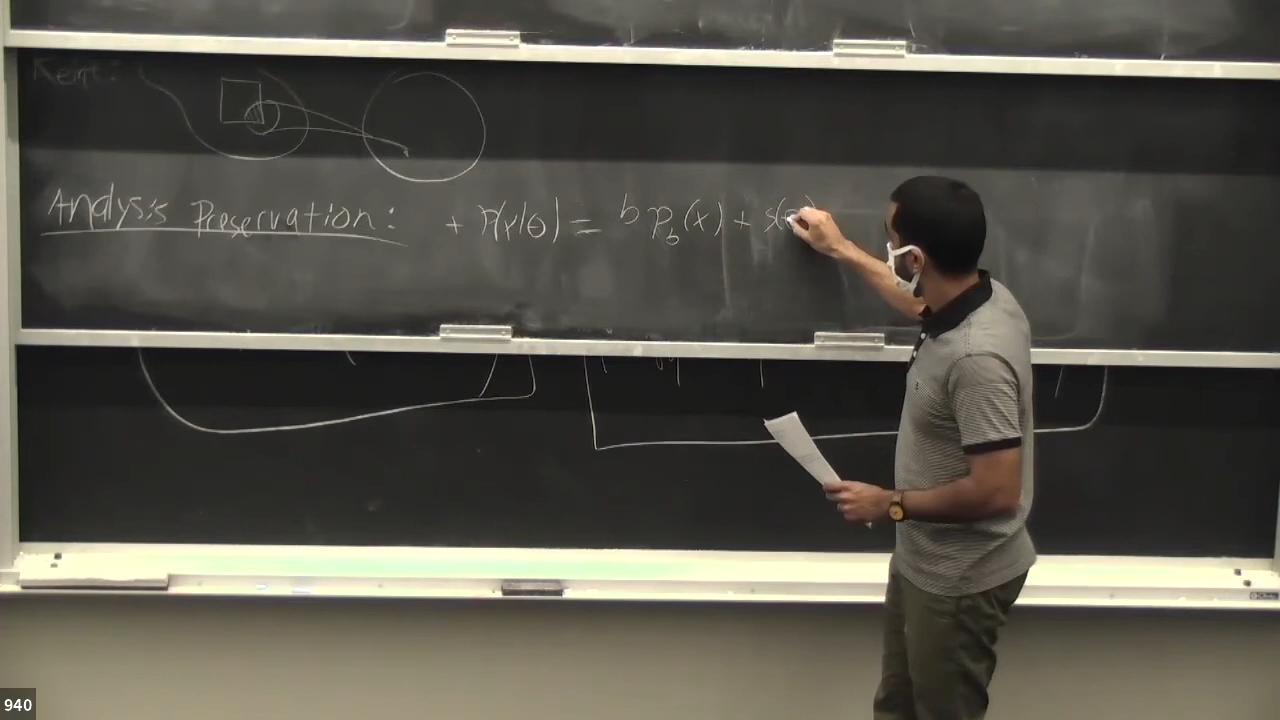 Analysis Preservation: + p(x|θ) = b p_b(x) + s(θ)
940